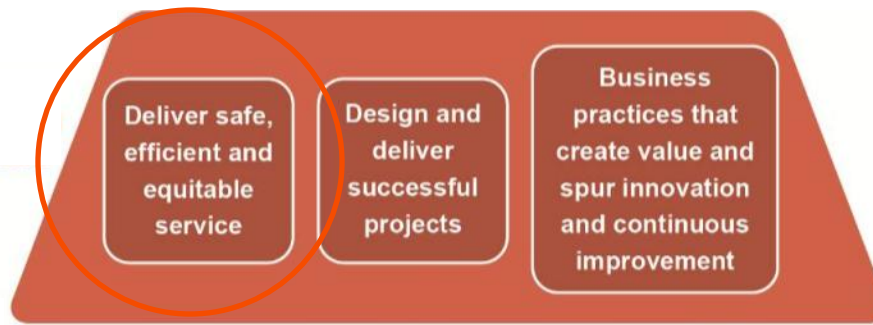 Deliver safe,
efficient and
equitable
service
Design and
deliver
successful
projects
Business
practices that
create value and
spur innovation
and continuous
improvement